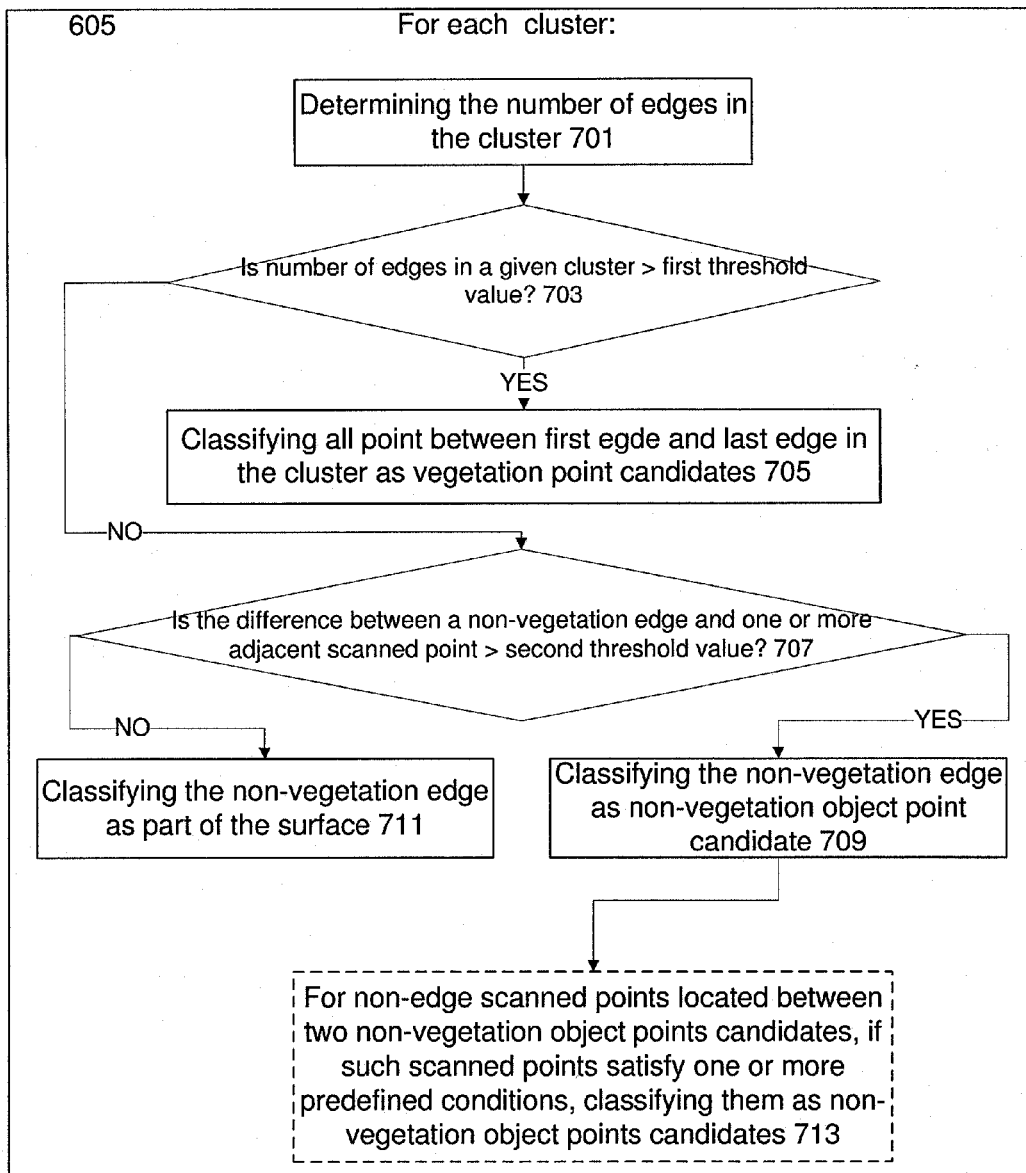 605
For each cluster:
Determining the number of edges in
the cluster 701
Is number of edges in a given cluster > first threshold
value? 703
YES
Classifying all point between first egde and last edge in
the cluster as vegetation point candidates 705
NO
Is the difference between a non-vegetation edge and one or more
adjacent scanned point > second threshold value? 707
NO
YES
Classifying the non-vegetation edge
as part of the surface 711
Classifying the non-vegetation edge
as non-vegetation object point
candidate 709
For non-edge scanned points located between
two non-vegetation object points candidates, if
such scanned points satisfy one or more
predefined conditions, classifying them as non-
vegetation object points candidates 713